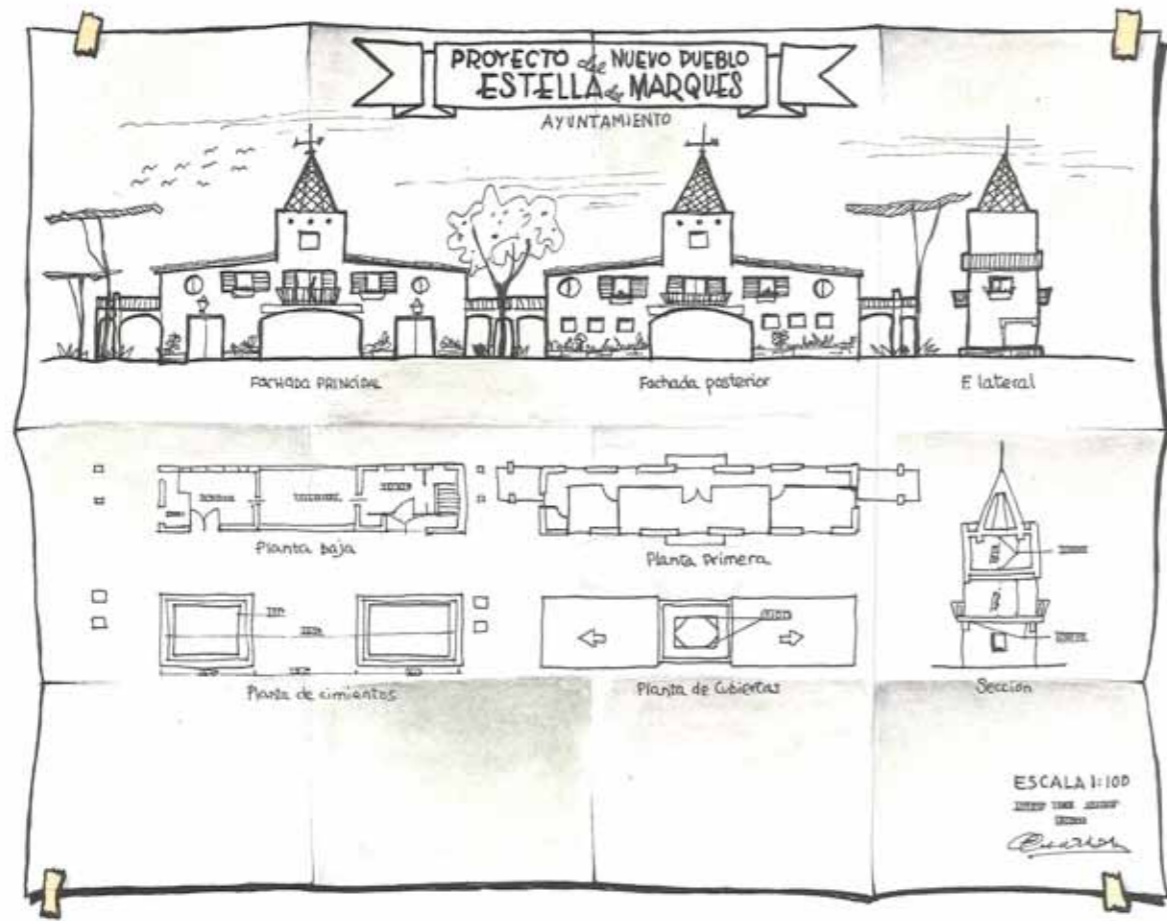 PROYECTO de NUEVO PUEBLO
ESTELLA de MARQUES
AYUNTAMIENTO
FACHADA PRINCIPAL
Fachada posterior
F. lateral
Planta baja
Planta Primera
Planta de cimientos
Planta de Cubiertas
Sección
ESCALA 1:100